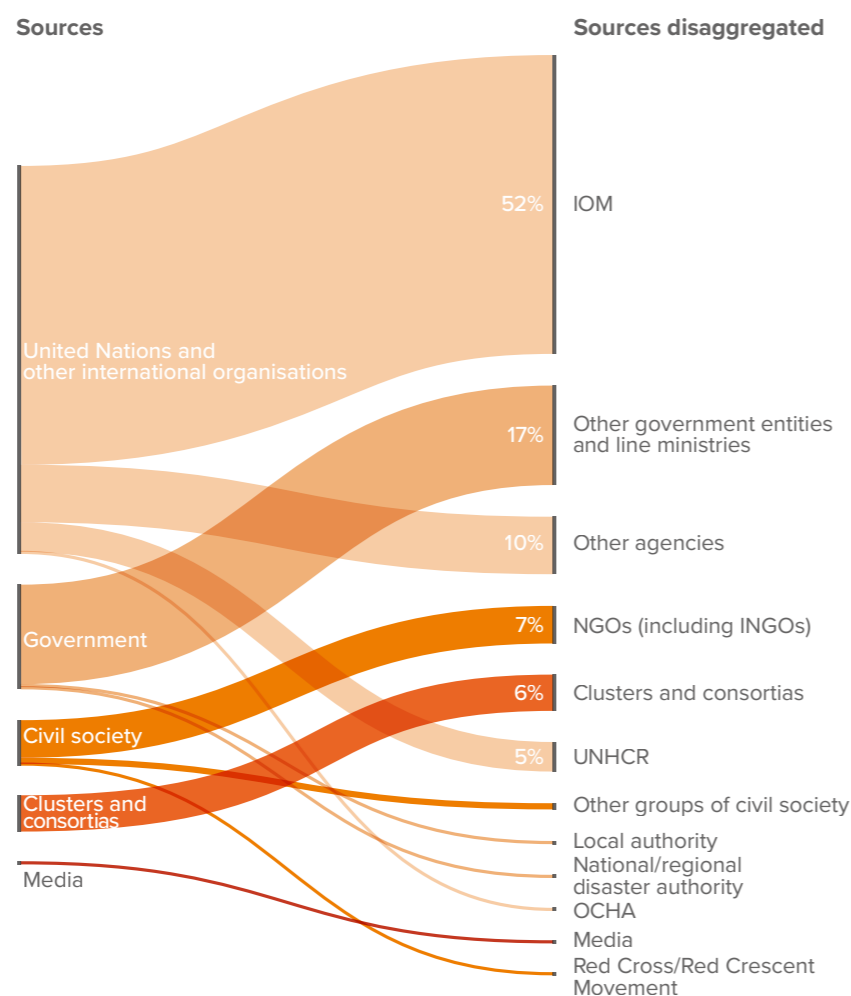 Sources
Sources disaggregated
52%
IOM
United Nations and
other international organisations
17%
Other government entities
and line ministries
10%
Other agencies
7%
NGOs (including INGOs)
Government
6%
Clusters and consortias
Civil society
5%
UNHCR
Clusters and
consortias
Other groups of civil society
Local authority
National/regional
disaster authority
Media
OCHA
Media
Red Cross/Red Crescent
Movement